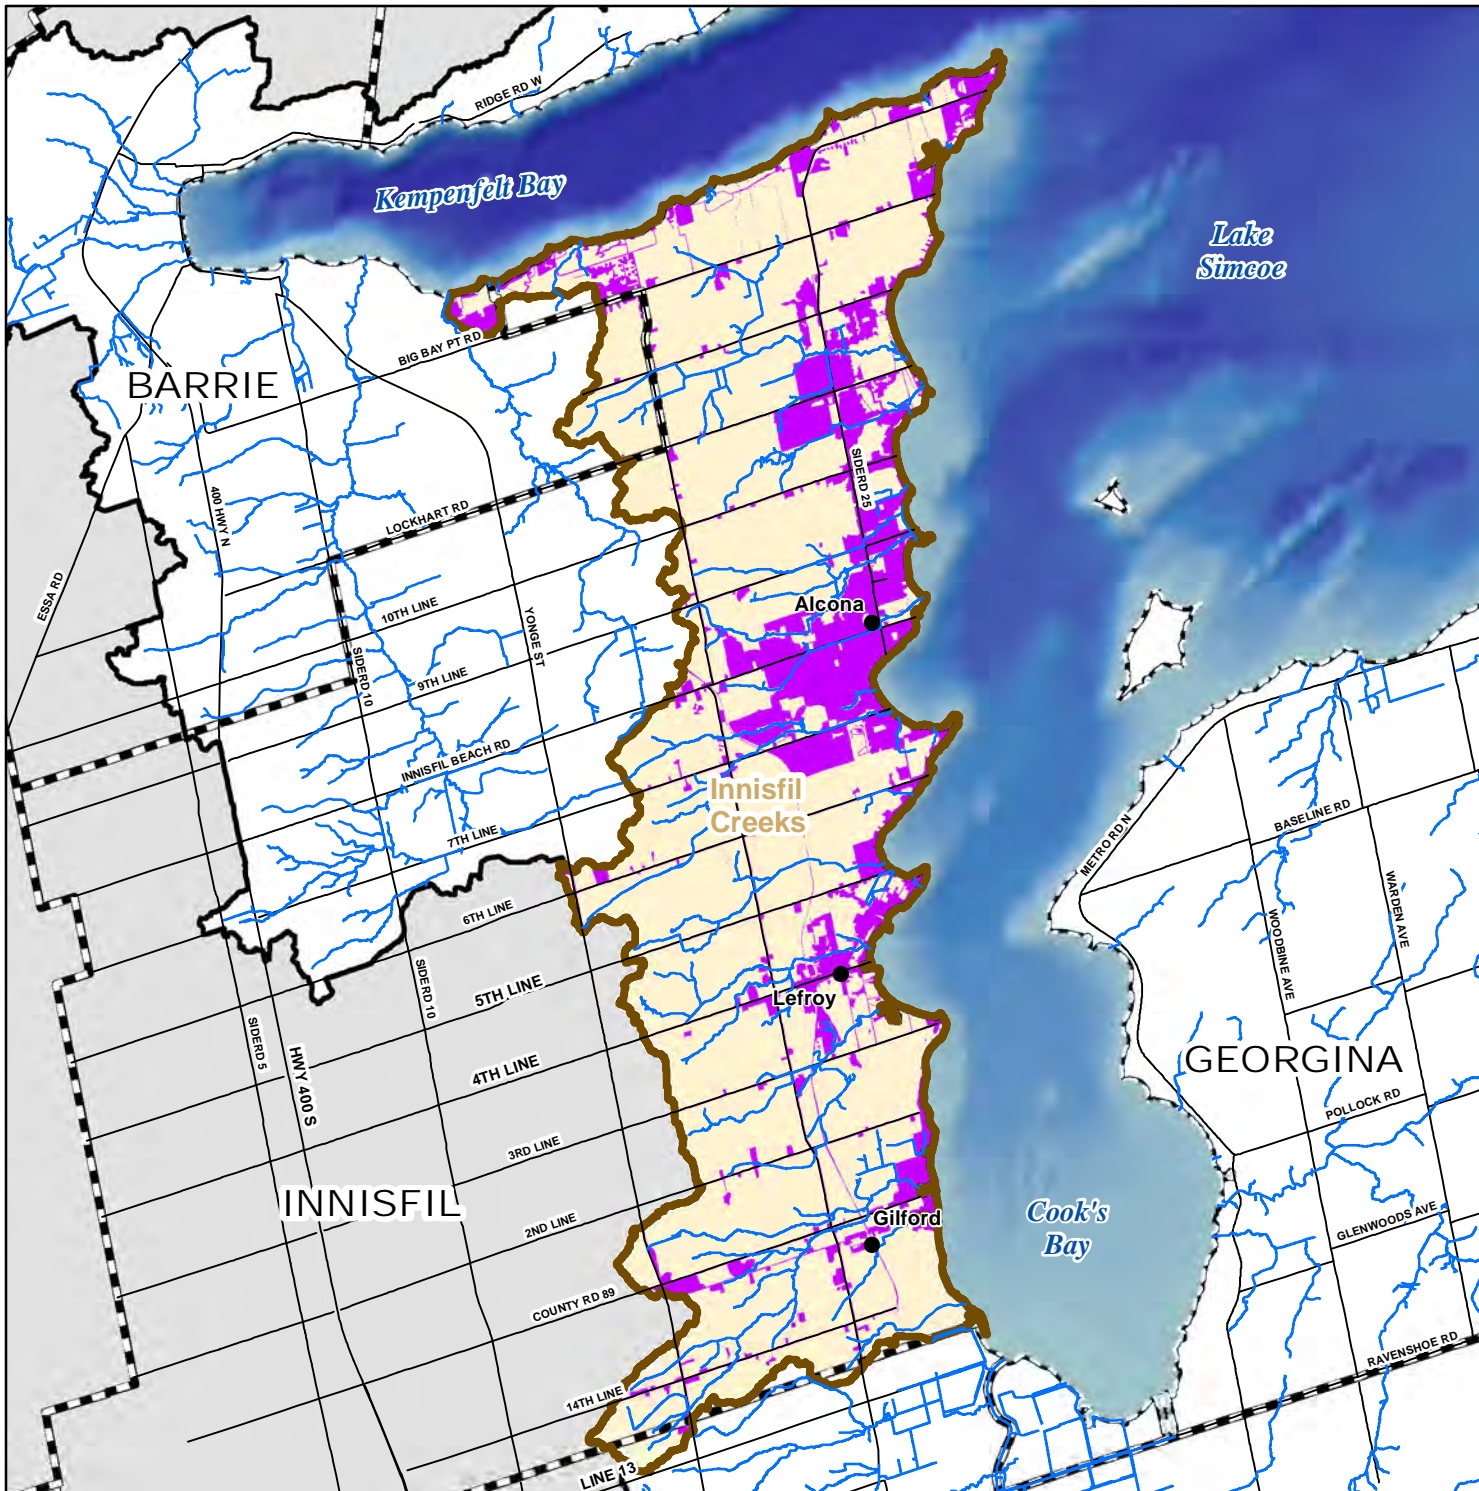 RIDGE RD W
Kempenfelt Bay
Lake
Simcoe
BIG BAY PT RD
BARRIE
SIDERD 25
400 HWY N
LOCKHART RD
ESSA RD
10TH LINE
Alcona
YONGE ST
SIDERD 10
9TH LINE
INNISFIL BEACH RD
Innisfil
Creeks
7TH LINE
METRO RD N
BASELINE RD
WARDEN AVE
WOODBINE AVE
6TH LINE
5TH LINE
SIDERD 10
Lefroy
SIDERD 5
HWY 400 S
4TH LINE
GEORGINA
POLLOCK RD
3RD LINE
INNISFIL
2ND LINE
Gilford
Cook's
Bay
GLENWOODS AVE
COUNTY RD 89
RAVENSHOE RD
14TH LINE
LINE 13